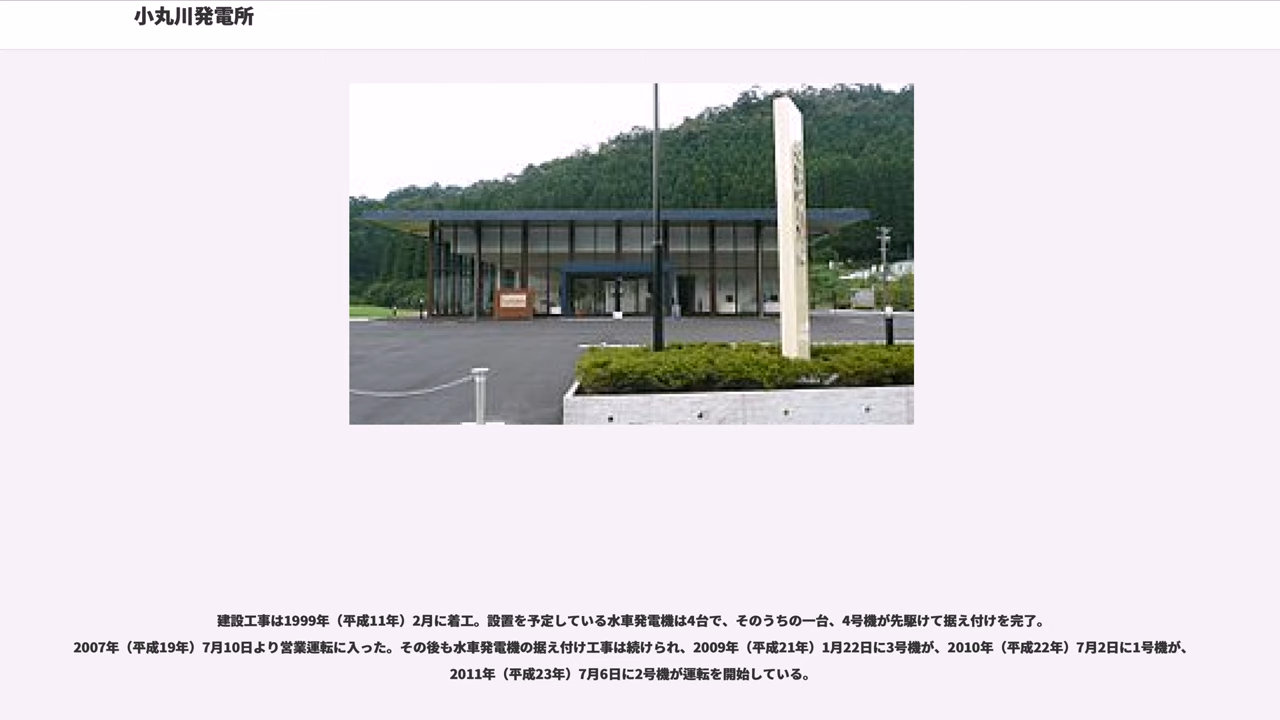 小丸川発電所
建設工事は1999年（平成11年）2月に着工。設置を予定している水車発電機は4台で、そのうちの一台、4号機が先駆けて据え付けを完了。
2007年（平成19年）7月10日より営業運転に入った。その後も水車発電機の据え付け工事は続けられ、2009年（平成21年）1月22日に3号機が、2010年（平成22年）7月2日に1号機が、
2011年（平成23年）7月6日に2号機が運転を開始している。